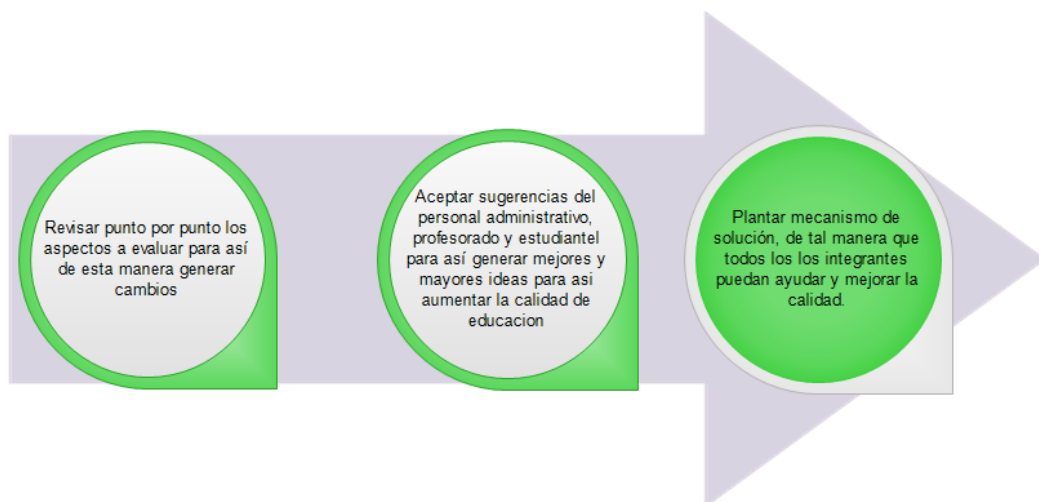 Revisar punto por punto los
aspectos a evaluar para así
de esta manera generar
cambios
Aceptar sugerencias del
personal administrativo,
profesorado y estudiantel
para así generar mejores y
mayores ideas para asi
aumentar la calidad de
educacion
Plantar mecanismo de
solución, de tal manera que
todos los los integrantes
puedan ayudar y mejorar la
calidad.